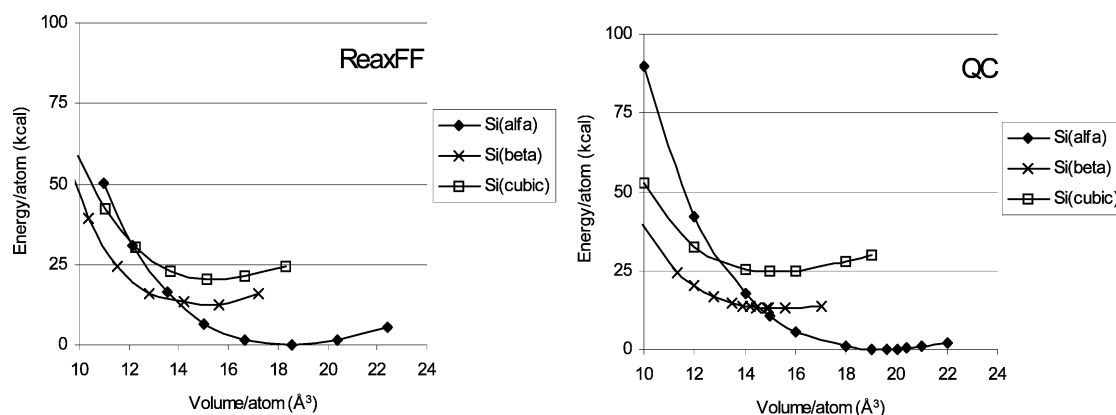 ReaxFF
Energy/atom (kcal)
100
75
50
25
0
10 12 14 16 18 20 22 24
Volume/atom (Å³)
Si(alfa)
Si(beta)
Si(cubic)
QC
Energy/atom (kcal)
100
75
50
25
0
10 12 14 16 18 20 22 24
Volume/atom (Å³)
Si(alfa)
Si(beta)
Si(cubic)